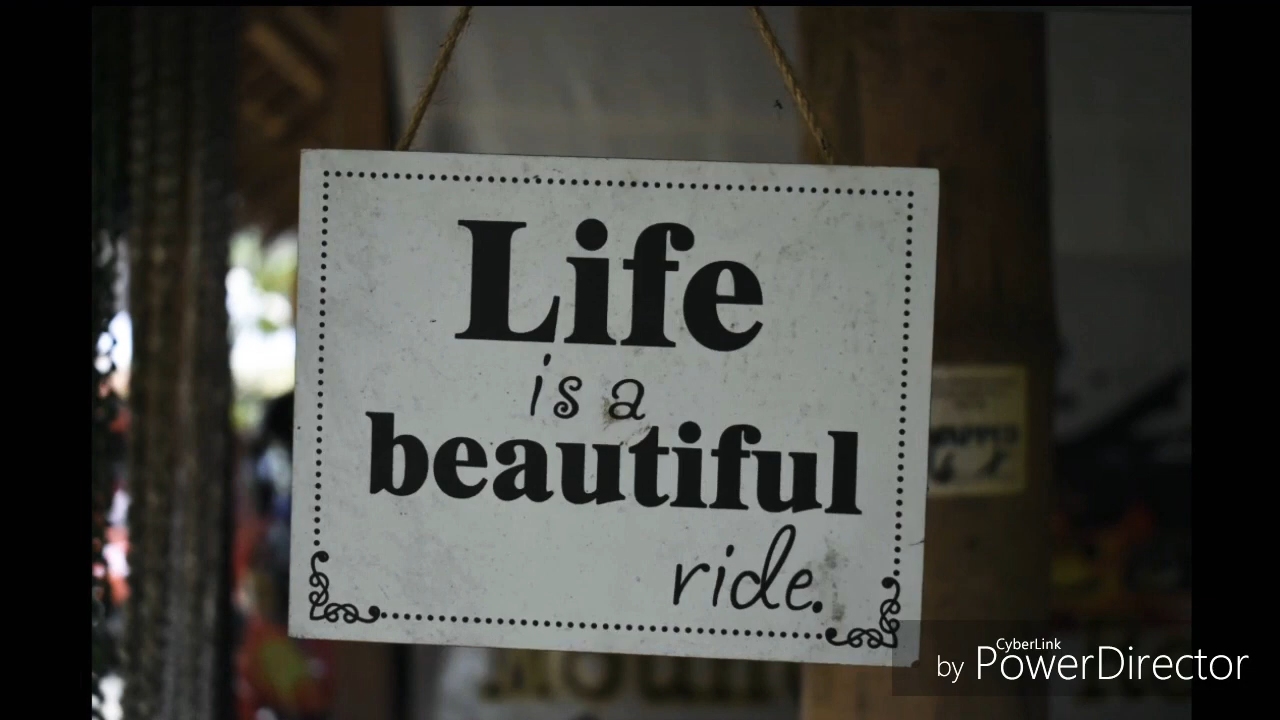 Life
is a
beautiful
ride.
CyberLink
by PowerDirector